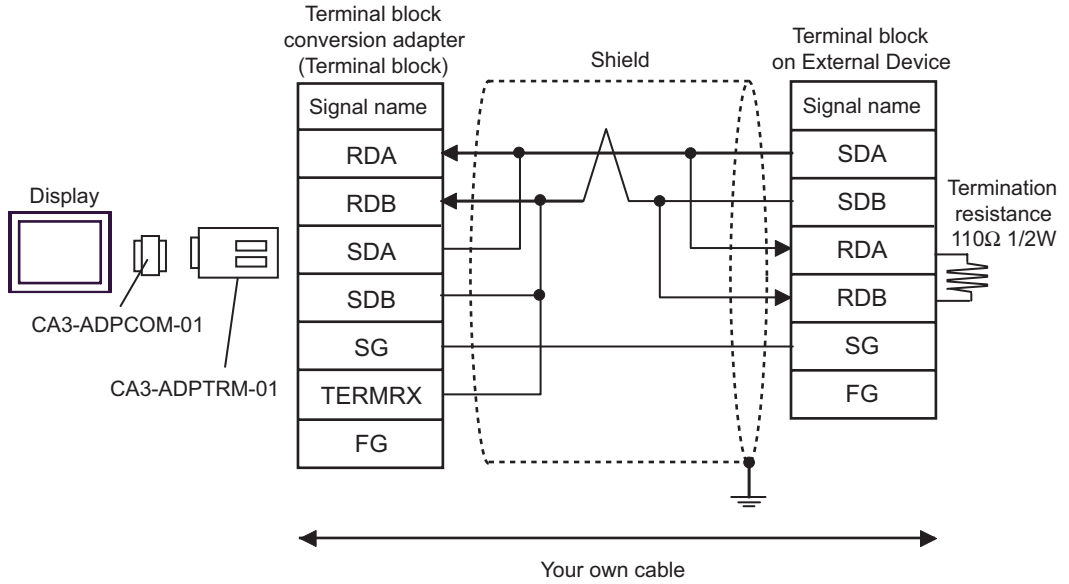 Terminal block
conversion adapter
(Terminal block)
Shield
Terminal block
on External Device
Signal name
RDA
RDB
SDA
SDB
SG
TERMRX
FG
Signal name
SDA
SDB
RDA
RDB
SG
FG
Display
CA3-ADPCOM-01
CA3-ADPTRM-01
Termination
resistance
110Ω 1/2W
Your own cable